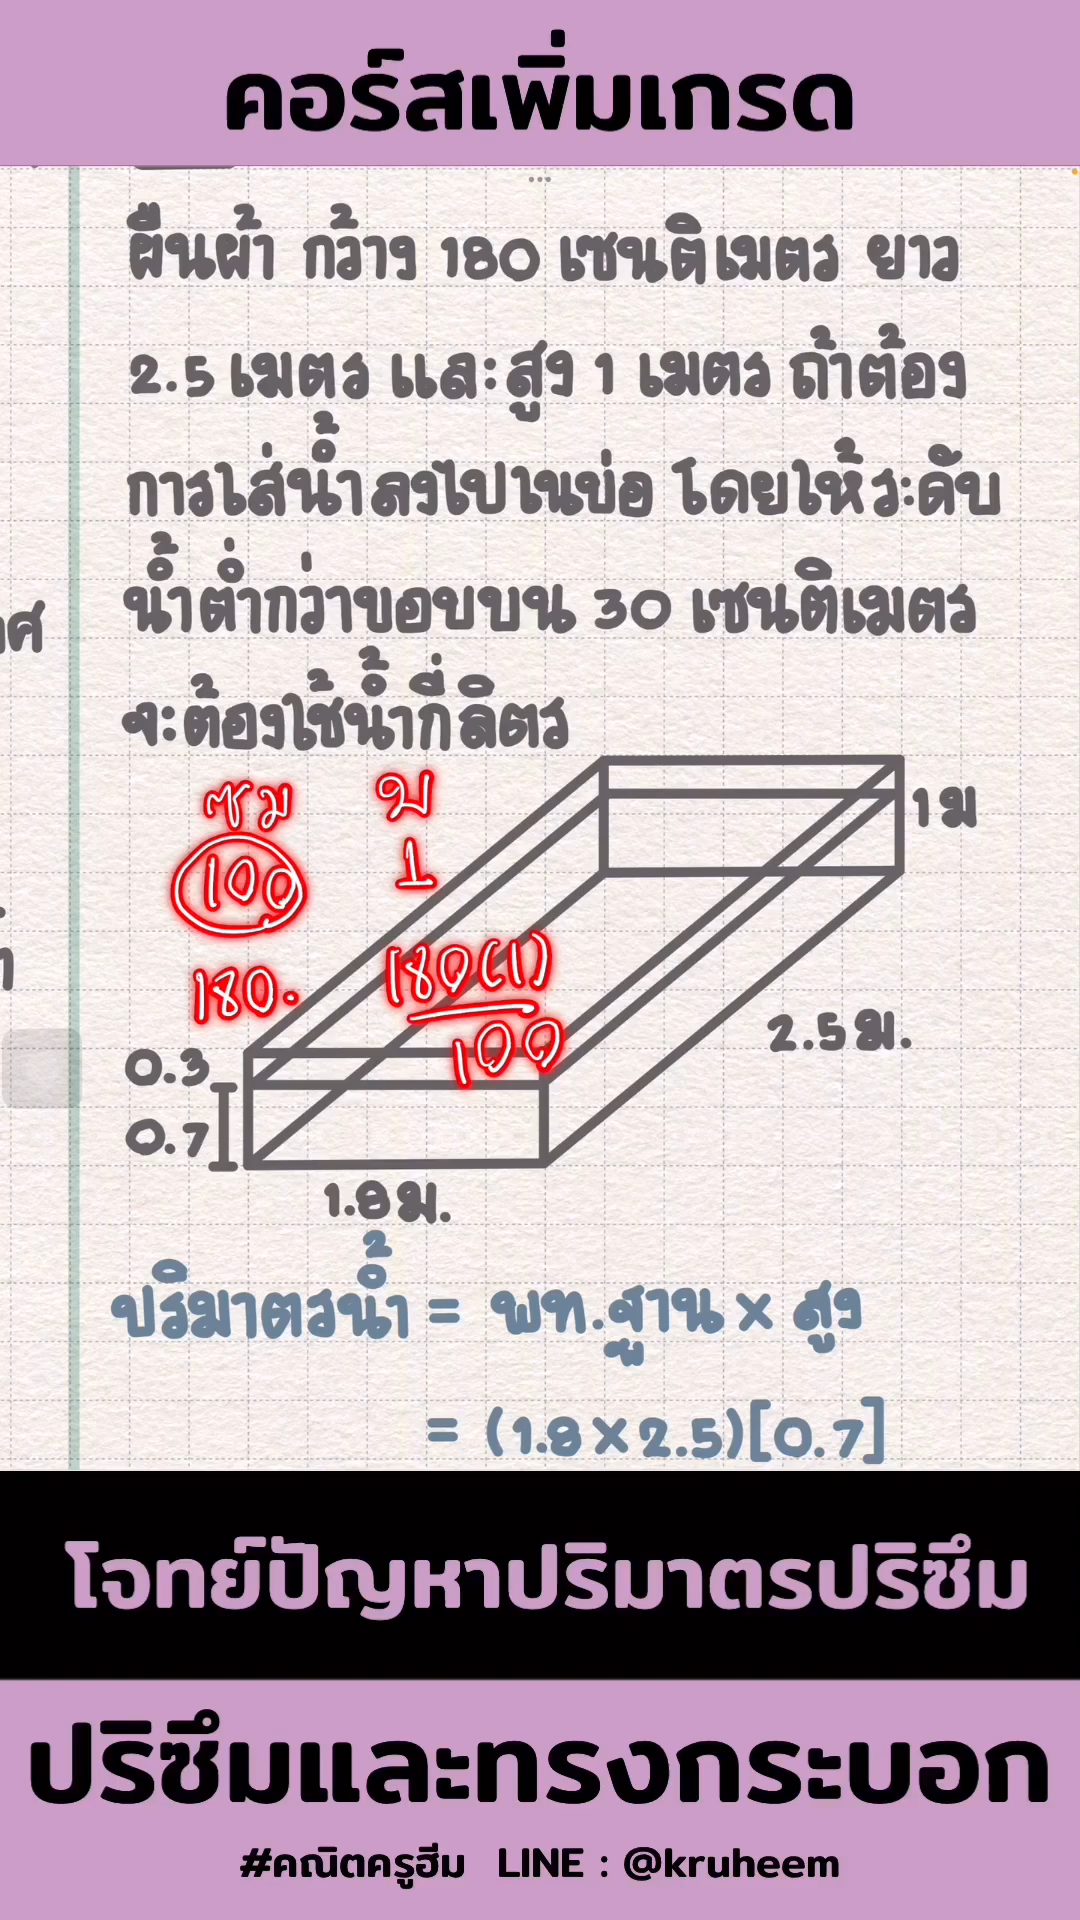 คอร์สเพิ่มเกรด
ผืนผ้า กว้าง 180 เซนติเมตร ยาว
2.5 เมตร และสูง 1 เมตร ถ้าต้อง
การใส่น้ำลงไปในบ่อ โดยให้ระดับ
น้ำต่ำกว่าขอบบน 30 เซนติเมตร
จะต้องใช้น้ำกี่ลิตร
ซม ม
1 ม
100 1
180. 180(1)
100
2.5 ม.
0.3
0.7
1.8 ม.
ปริมาตรน้ำ = พท.ฐาน x สูง
= (1.8 x 2.5)[0.7]
โจทย์ปัญหาปริมาตรปริซึม
ปริซึมและทรงกระบอก
#คณิตครูฮีม LINE : @kruheem